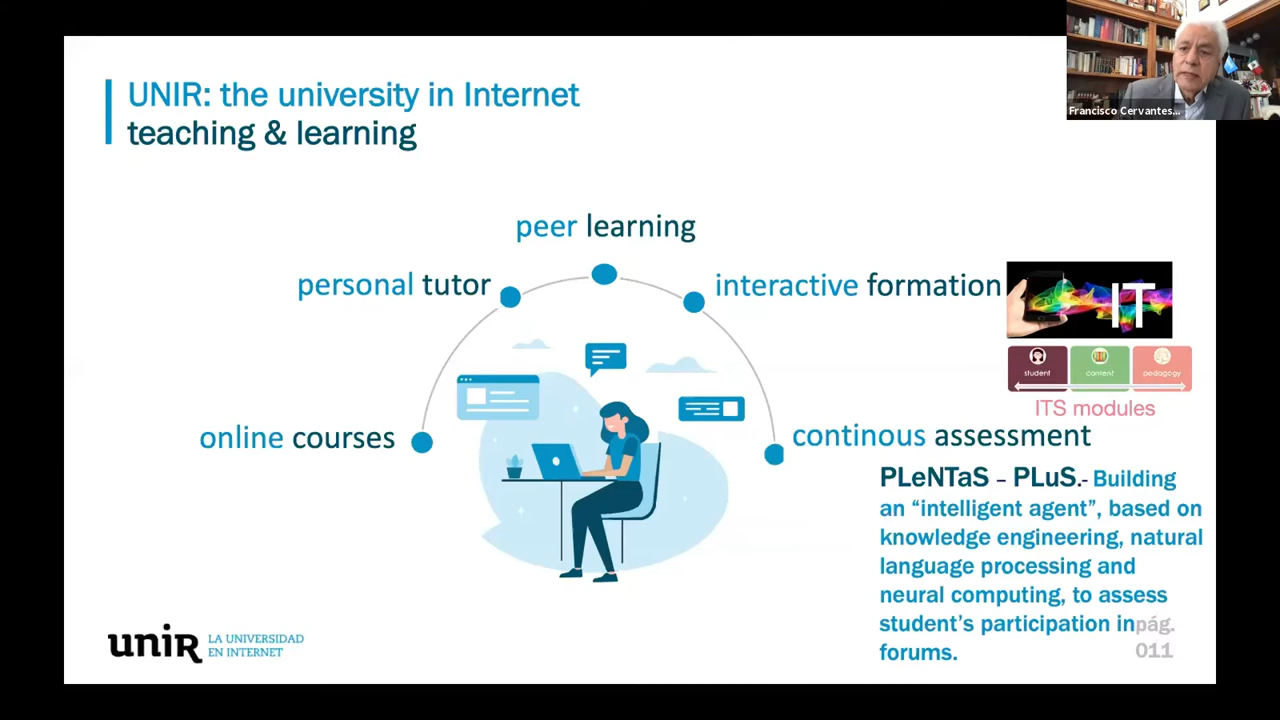 Francisco Cervantes...
UNIR: the university in Internet
teaching & learning
peer learning
personal tutor
interactive formation
IT
student
content
pedagogy
ITS modules
online courses
continous assessment
PLeNTaS – PLuS.- Building
an “intelligent agent”, based on
knowledge engineering, natural
language processing and
neural computing, to assess
student’s participation in
forums.
pág.
011
unir LA UNIVERSIDAD
EN INTERNET